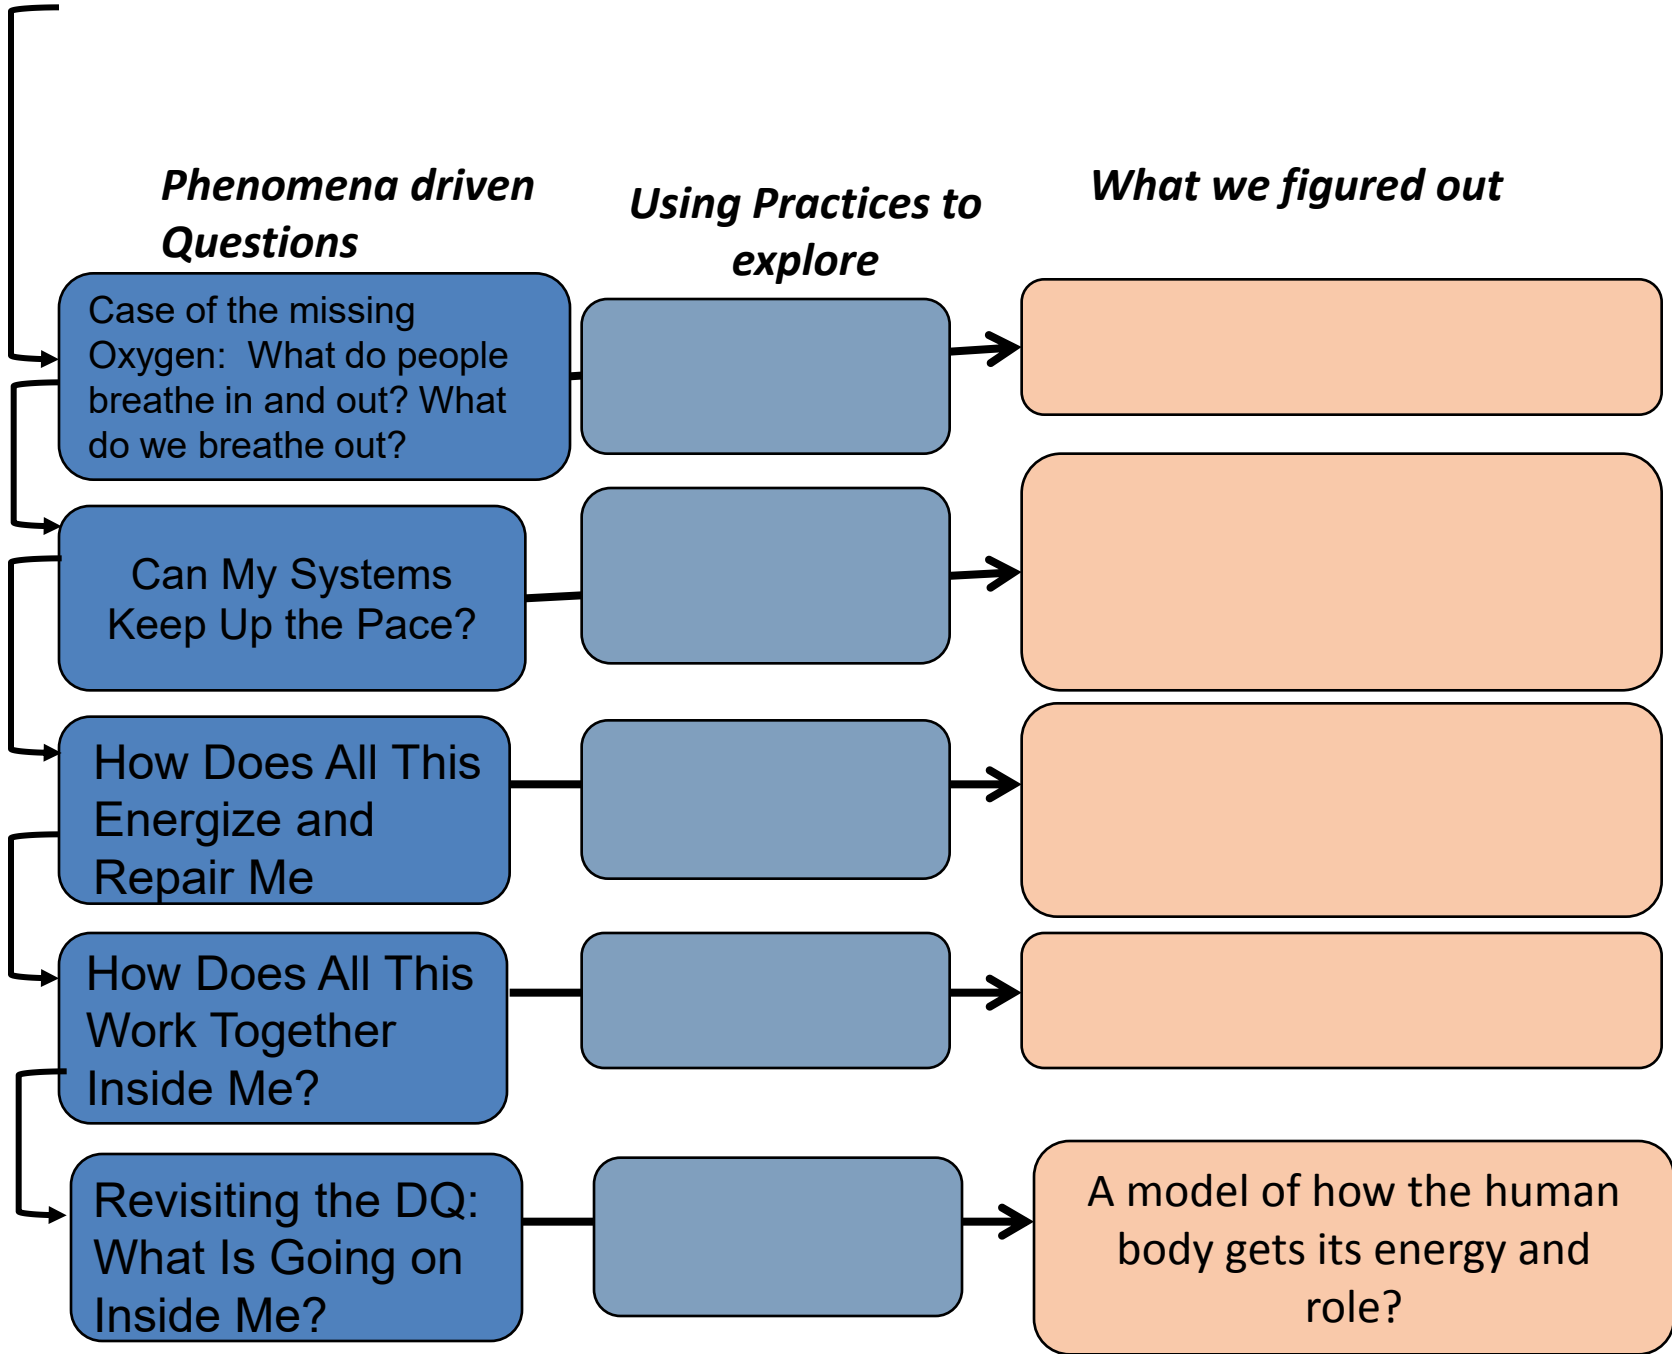 Phenomena driven
Questions
Using Practices to
explore
What we figured out
Case of the missing
Oxygen:  What do people
breathe in and out? What
do we breathe out?
Can My Systems
Keep Up the Pace?
How Does All This
Energize and
Repair Me
How Does All This
Work Together
Inside Me?
Revisiting the DQ:
What Is Going on
Inside Me?
A model of how the human
body gets its energy and
role?